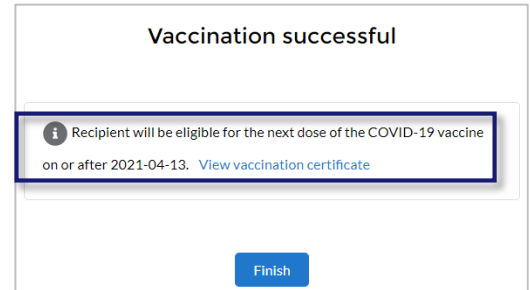 Vaccination successful
Recipient will be eligible for the next dose of the COVID-19 vaccine
on or after 2021-04-13. View vaccination certificate
Finish